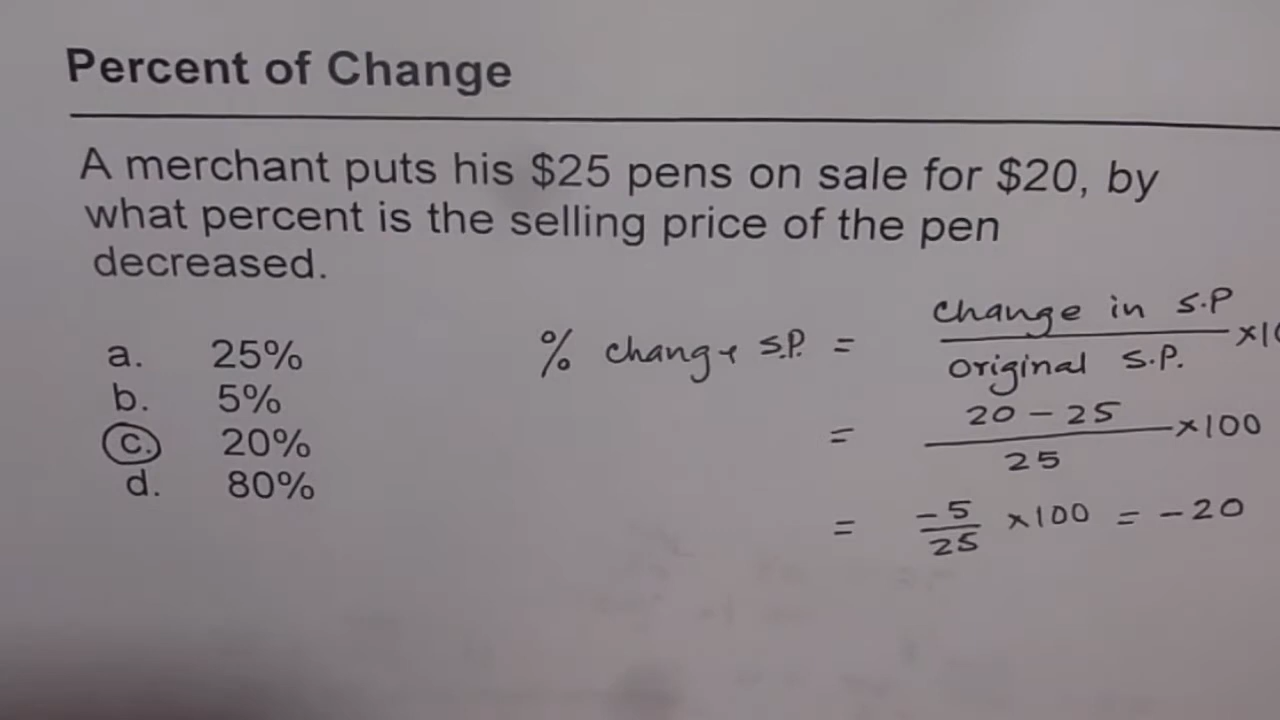 Percent of Change
A merchant puts his $25 pens on sale for $20, by
what percent is the selling price of the pen
decreased.
a. 25%
b. 5%
c. 20%
d. 80%
% change S.P. = change in S.P / original S.P. ×10
= 20 - 25 / 25 ×100
= -5 / 25 ×100 = -20